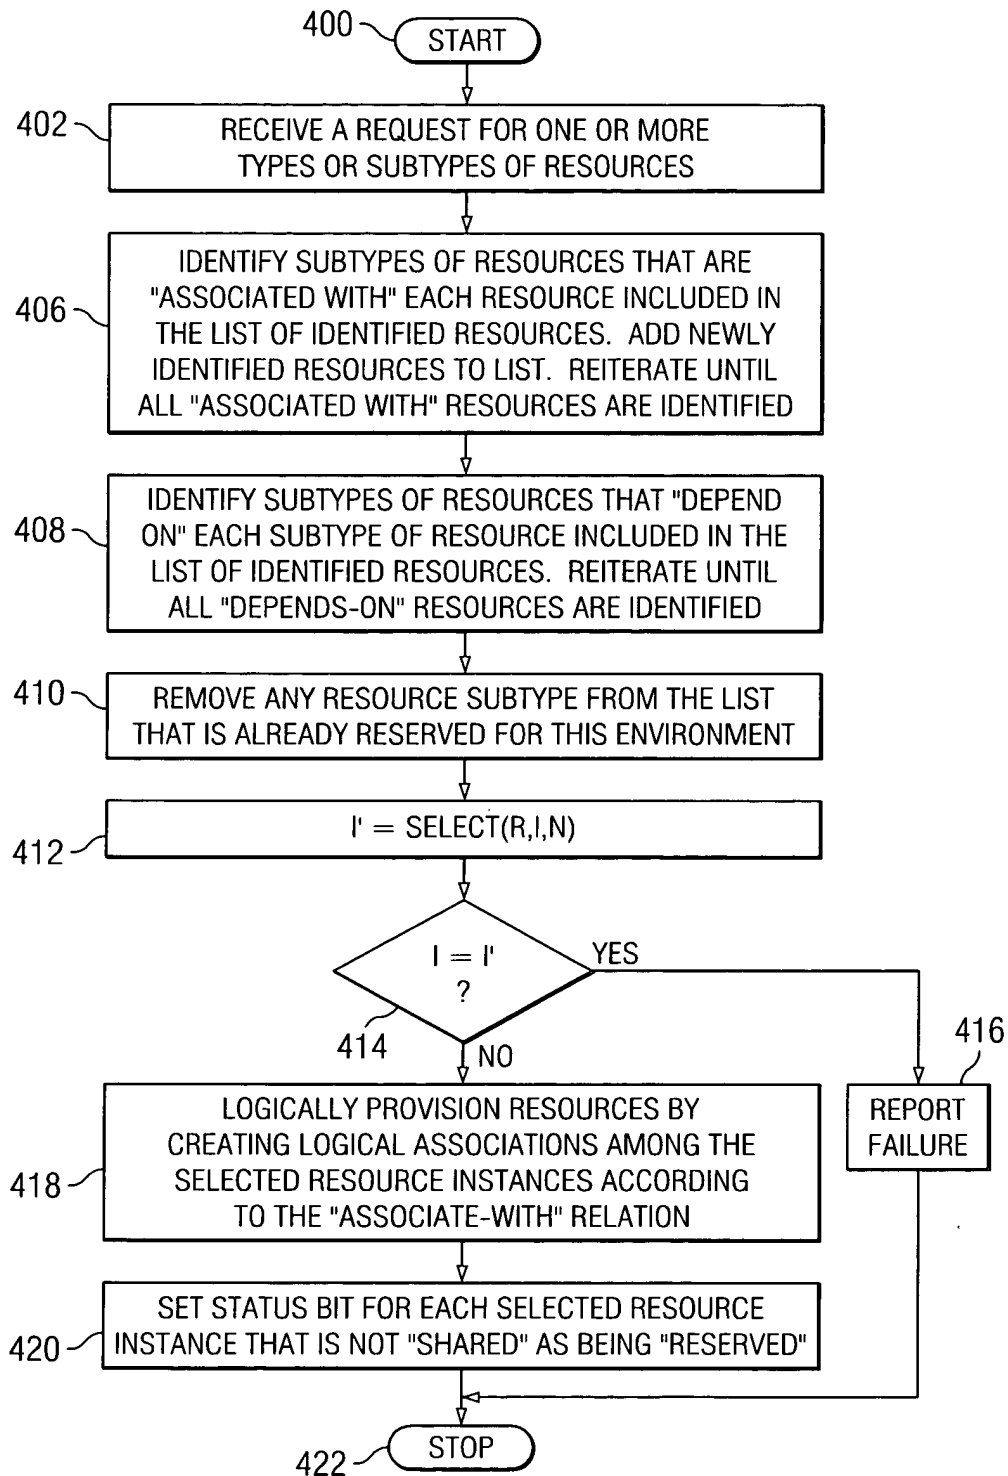 400
START
402
RECEIVE A REQUEST FOR ONE OR MORE
TYPES OR SUBTYPES OF RESOURCES
406
IDENTIFY SUBTYPES OF RESOURCES THAT ARE
"ASSOCIATED WITH" EACH RESOURCE INCLUDED IN
THE LIST OF IDENTIFIED RESOURCES. ADD NEWLY
IDENTIFIED RESOURCES TO LIST. REITERATE UNTIL
ALL "ASSOCIATED WITH" RESOURCES ARE IDENTIFIED
408
IDENTIFY SUBTYPES OF RESOURCES THAT "DEPEND
ON" EACH SUBTYPE OF RESOURCE INCLUDED IN THE
LIST OF IDENTIFIED RESOURCES. REITERATE UNTIL
ALL "DEPENDS-ON" RESOURCES ARE IDENTIFIED
410
REMOVE ANY RESOURCE SUBTYPE FROM THE LIST
THAT IS ALREADY RESERVED FOR THIS ENVIRONMENT
412
I' = SELECT(R,I,N)
I = I'
?
YES
414
NO
416
REPORT
FAILURE
418
LOGICALLY PROVISION RESOURCES BY
CREATING LOGICAL ASSOCIATIONS AMONG THE
SELECTED RESOURCE INSTANCES ACCORDING
TO THE "ASSOCIATE-WITH" RELATION
420
SET STATUS BIT FOR EACH SELECTED RESOURCE
INSTANCE THAT IS NOT "SHARED" AS BEING "RESERVED"
422
STOP